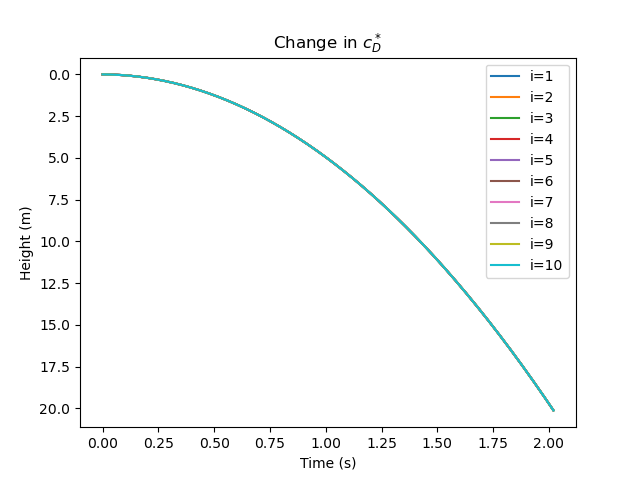 Change in $c_D^*$
Height (m)
0.0
2.5
5.0
7.5
10.0
12.5
15.0
17.5
20.0
i=1
i=2
i=3
i=4
i=5
i=6
i=7
i=8
i=9
i=10
0.00 0.25 0.50 0.75 1.00 1.25 1.50 1.75 2.00
Time (s)